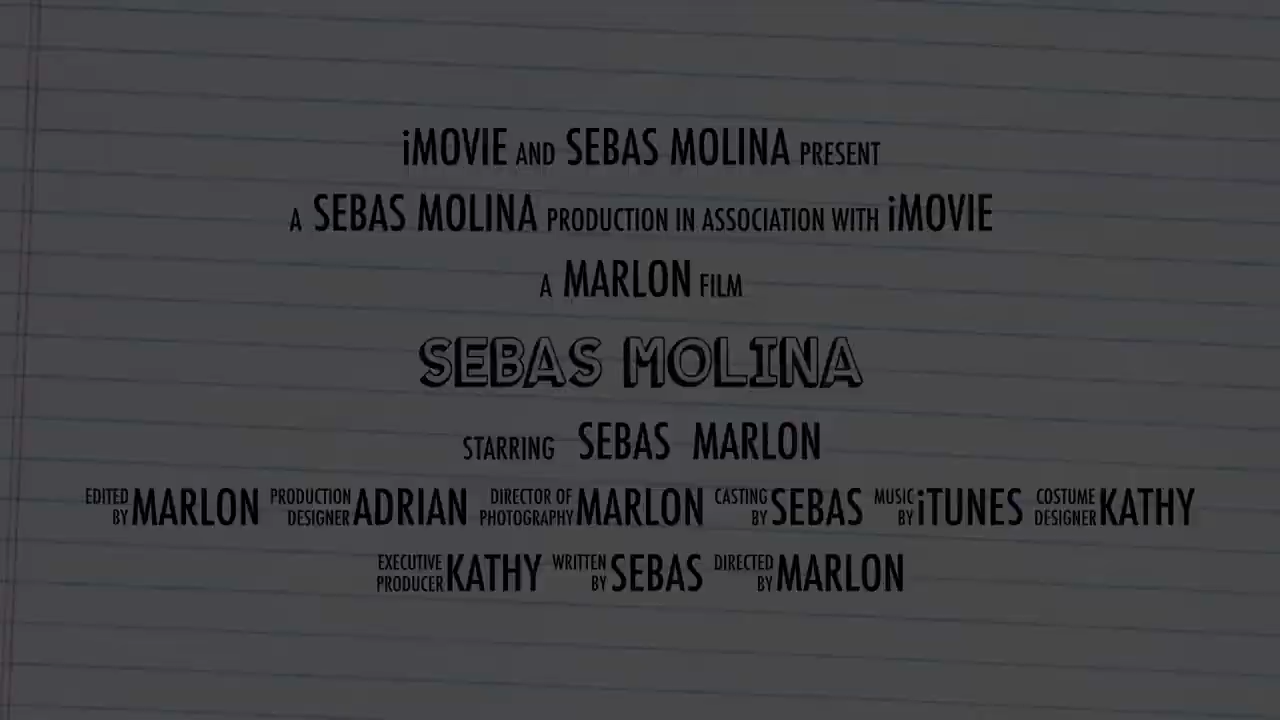 iMOVIE AND SEBAS MOLINA PRESENT
A SEBAS MOLINA PRODUCTION IN ASSOCIATION WITH iMOVIE
A MARLON FILM
SEBAS MOLINA
STARRING SEBAS MARLON
EDITED BY MARLON PRODUCTION DESIGNER ADRIAN DIRECTOR OF PHOTOGRAPHY MARLON CASTING BY SEBAS MUSIC BY iTUNES COSTUME DESIGNER KATHY
EXECUTIVE PRODUCER KATHY WRITTEN BY SEBAS DIRECTED BY MARLON